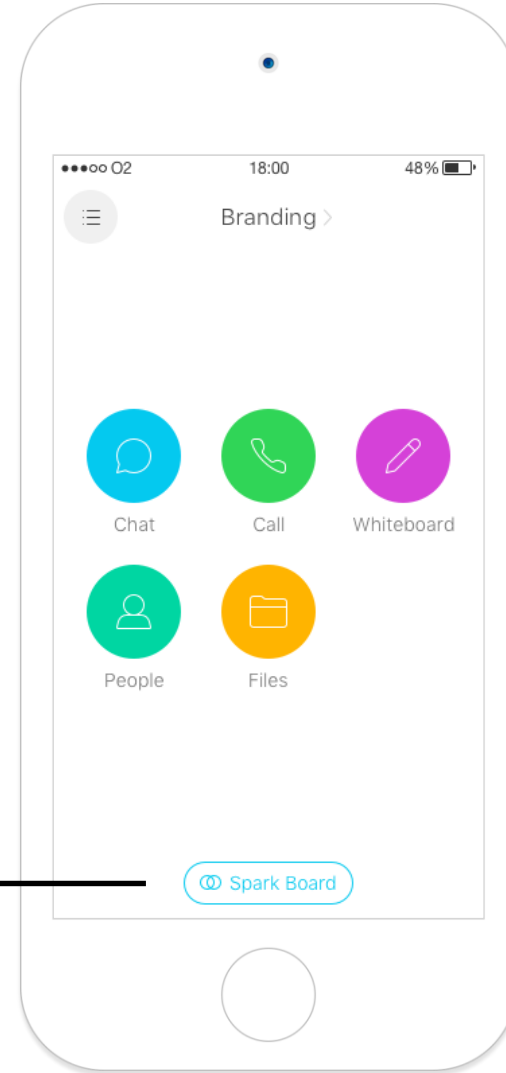 ●●●○○ O2 18:00 48%
Branding >
Chat Call Whiteboard
People Files
Spark Board